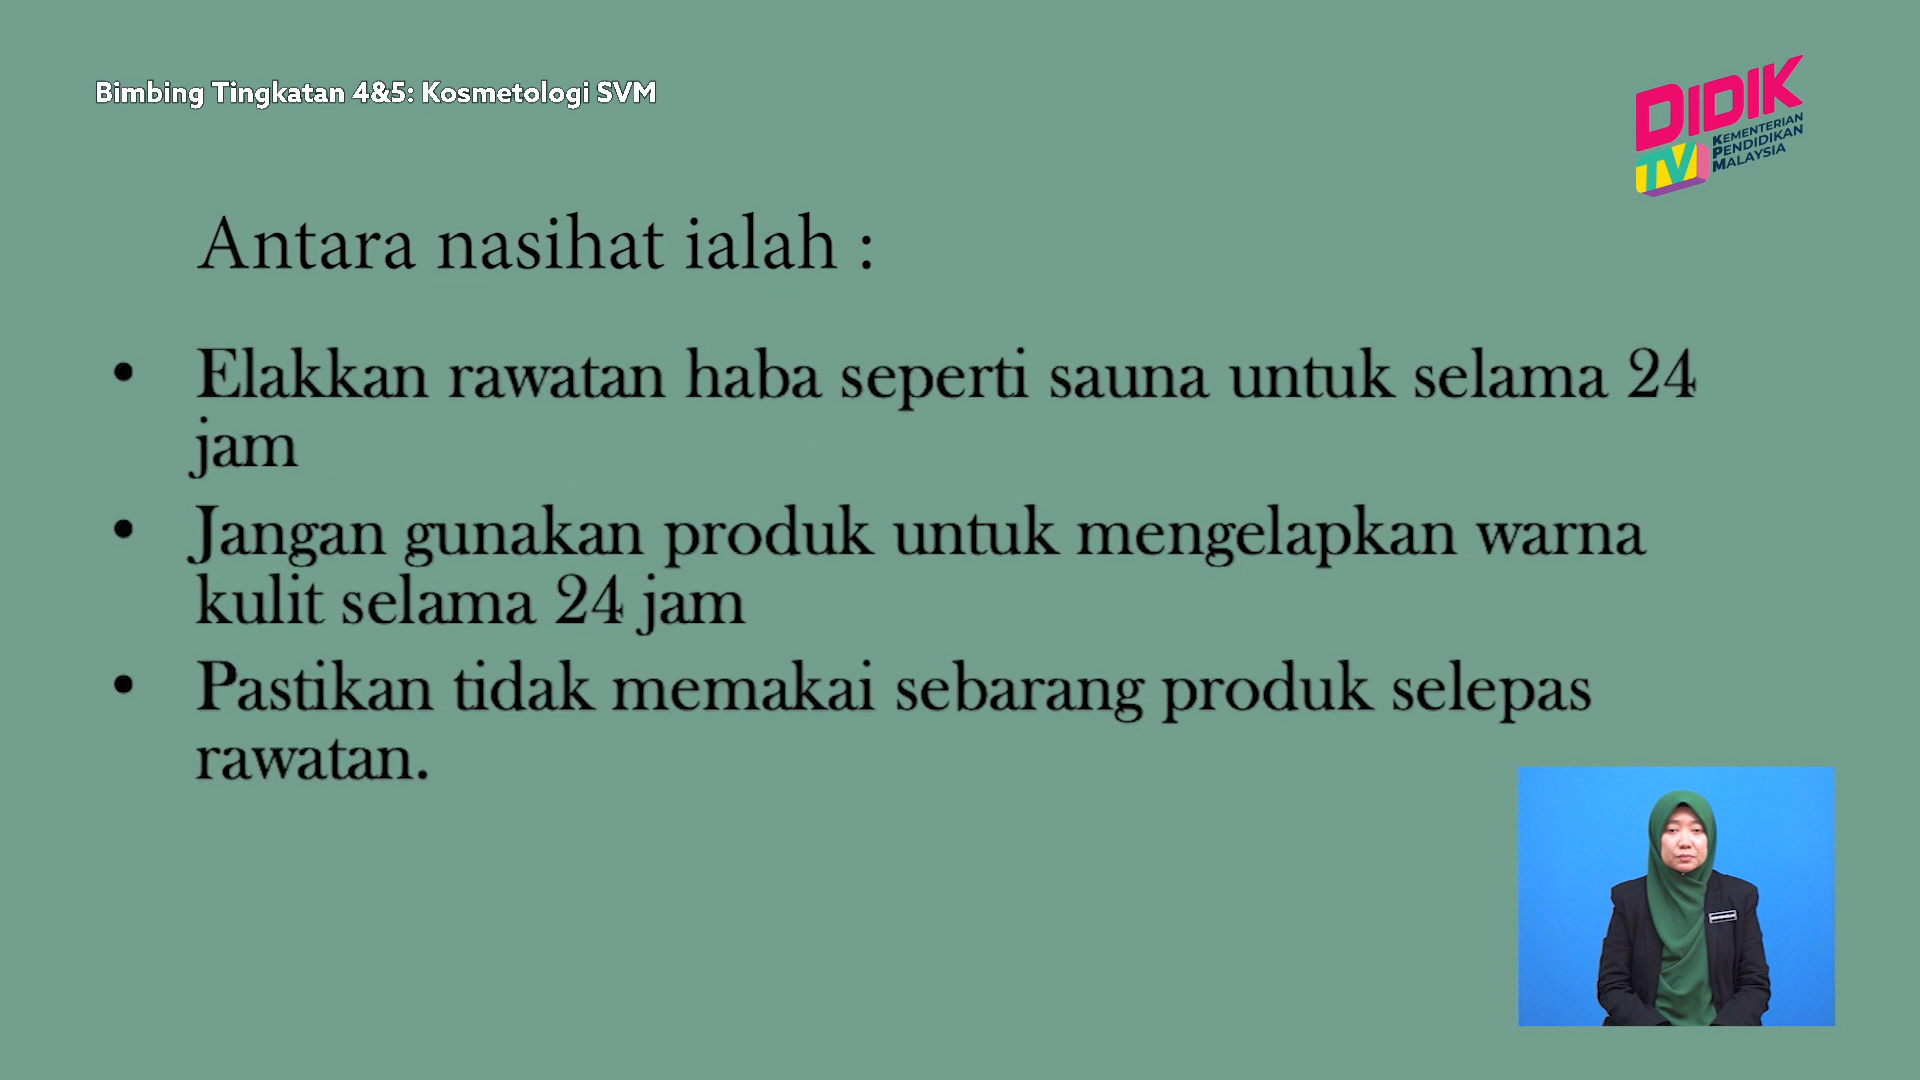 Bimbing Tingkatan 4&5: Kosmetologi SVM
DIDIK
TV
KEMENTERIAN
PENDIDIKAN
MALAYSIA
Antara nasihat ialah :
• Elakkan rawatan haba seperti sauna untuk selama 24
jam
• Jangan gunakan produk untuk mengelapkan warna
kulit selama 24 jam
• Pastikan tidak memakai sebarang produk selepas
rawatan.